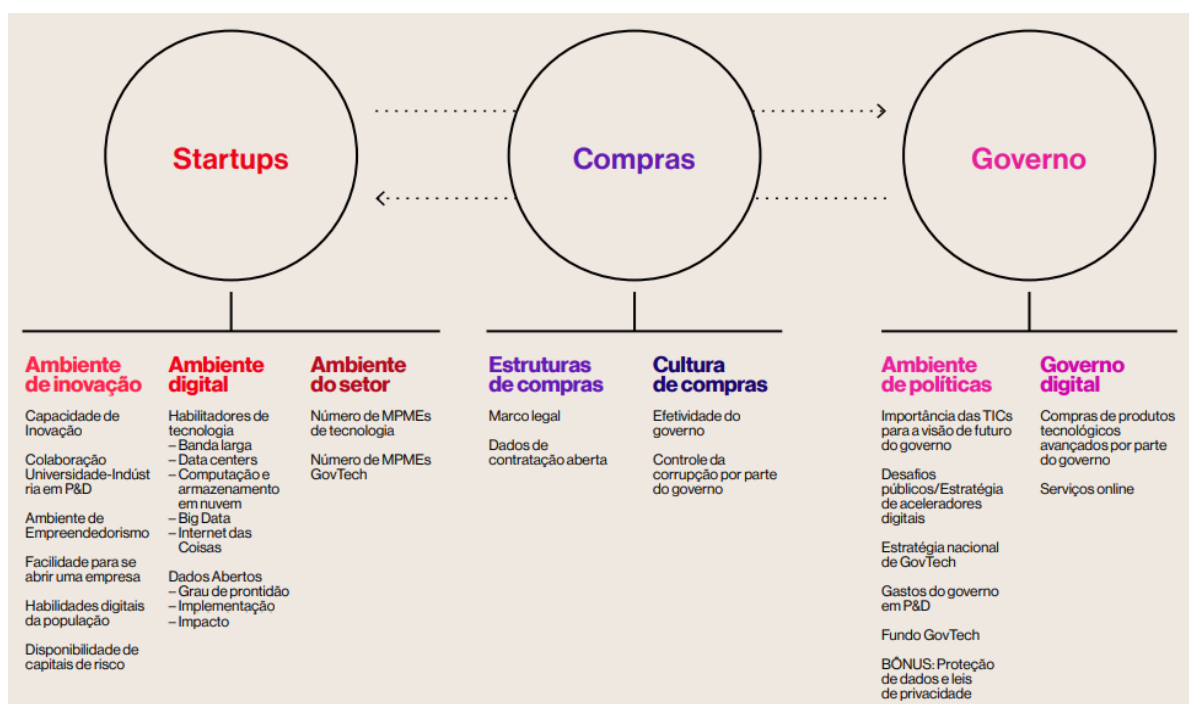 Startups
Compras
Governo
Ambiente
de inovação
Capacidade de
Inovação
Colaboração
Universidade-Indúst
ria em P&D
Ambiente de
Empreendedorismo
Facilidade para se
abrir uma empresa
Habilidades digitais
da população
Disponibilidade de
capitais de risco
Ambiente
digital
Habilitadores de
tecnologia
– Banda larga
– Data centers
– Computação e
armazenamento
em nuvem
– Big Data
– Internet das
Coisas
Dados Abertos
– Grau de prontidão
– Implementação
– Impacto
Ambiente
do setor
Número de MPMEs
de tecnologia
Número de MPMEs
GovTech
Estruturas
de compras
Marco legal
Dados de
contratação aberta
Cultura
de compras
Efetividade do
governo
Controle da
corrupção por parte
do governo
Ambiente
de políticas
Importância das TICs
para a visão de futuro
do governo
Desafios
públicos/Estratégia
de aceleradores
digitais
Estratégia nacional
de GovTech
Gastos do governo
em P&D
Fundo GovTech
BÔNUS: Proteção
de dados e leis
de privacidade
Governo
digital
Compras de produtos
tecnológicos
avançados por parte
do governo
Serviços online